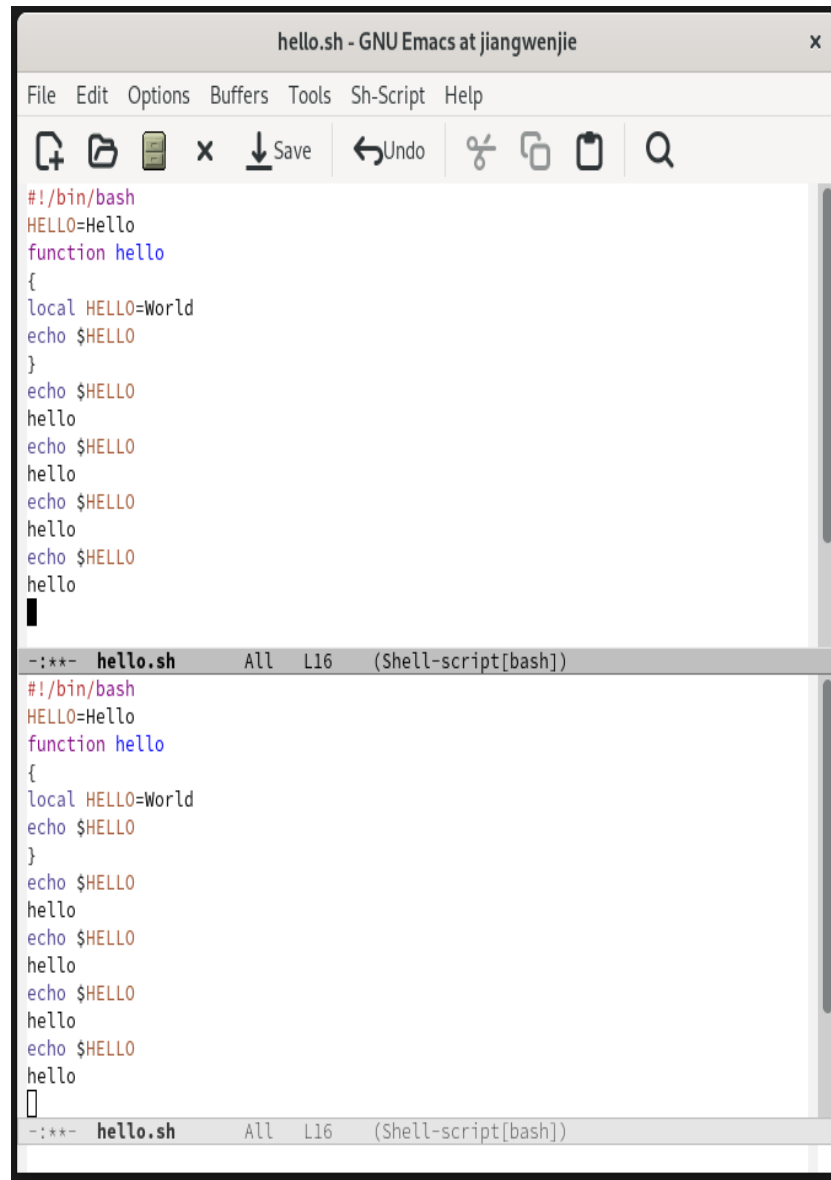 hello.sh - GNU Emacs at jiangwenjie
File Edit Options Buffers Tools Sh-Script Help
Save Undo
#!/bin/bash
HELLO=Hello
function hello
{
local HELLO=World
echo $HELLO
}
echo $HELLO
hello
echo $HELLO
hello
echo $HELLO
hello
echo $HELLO
hello
-:**- hello.sh All L16 (Shell-script[bash])
#!/bin/bash
HELLO=Hello
function hello
{
local HELLO=World
echo $HELLO
}
echo $HELLO
hello
echo $HELLO
hello
echo $HELLO
hello
echo $HELLO
hello
-:**- hello.sh All L16 (Shell-script[bash])